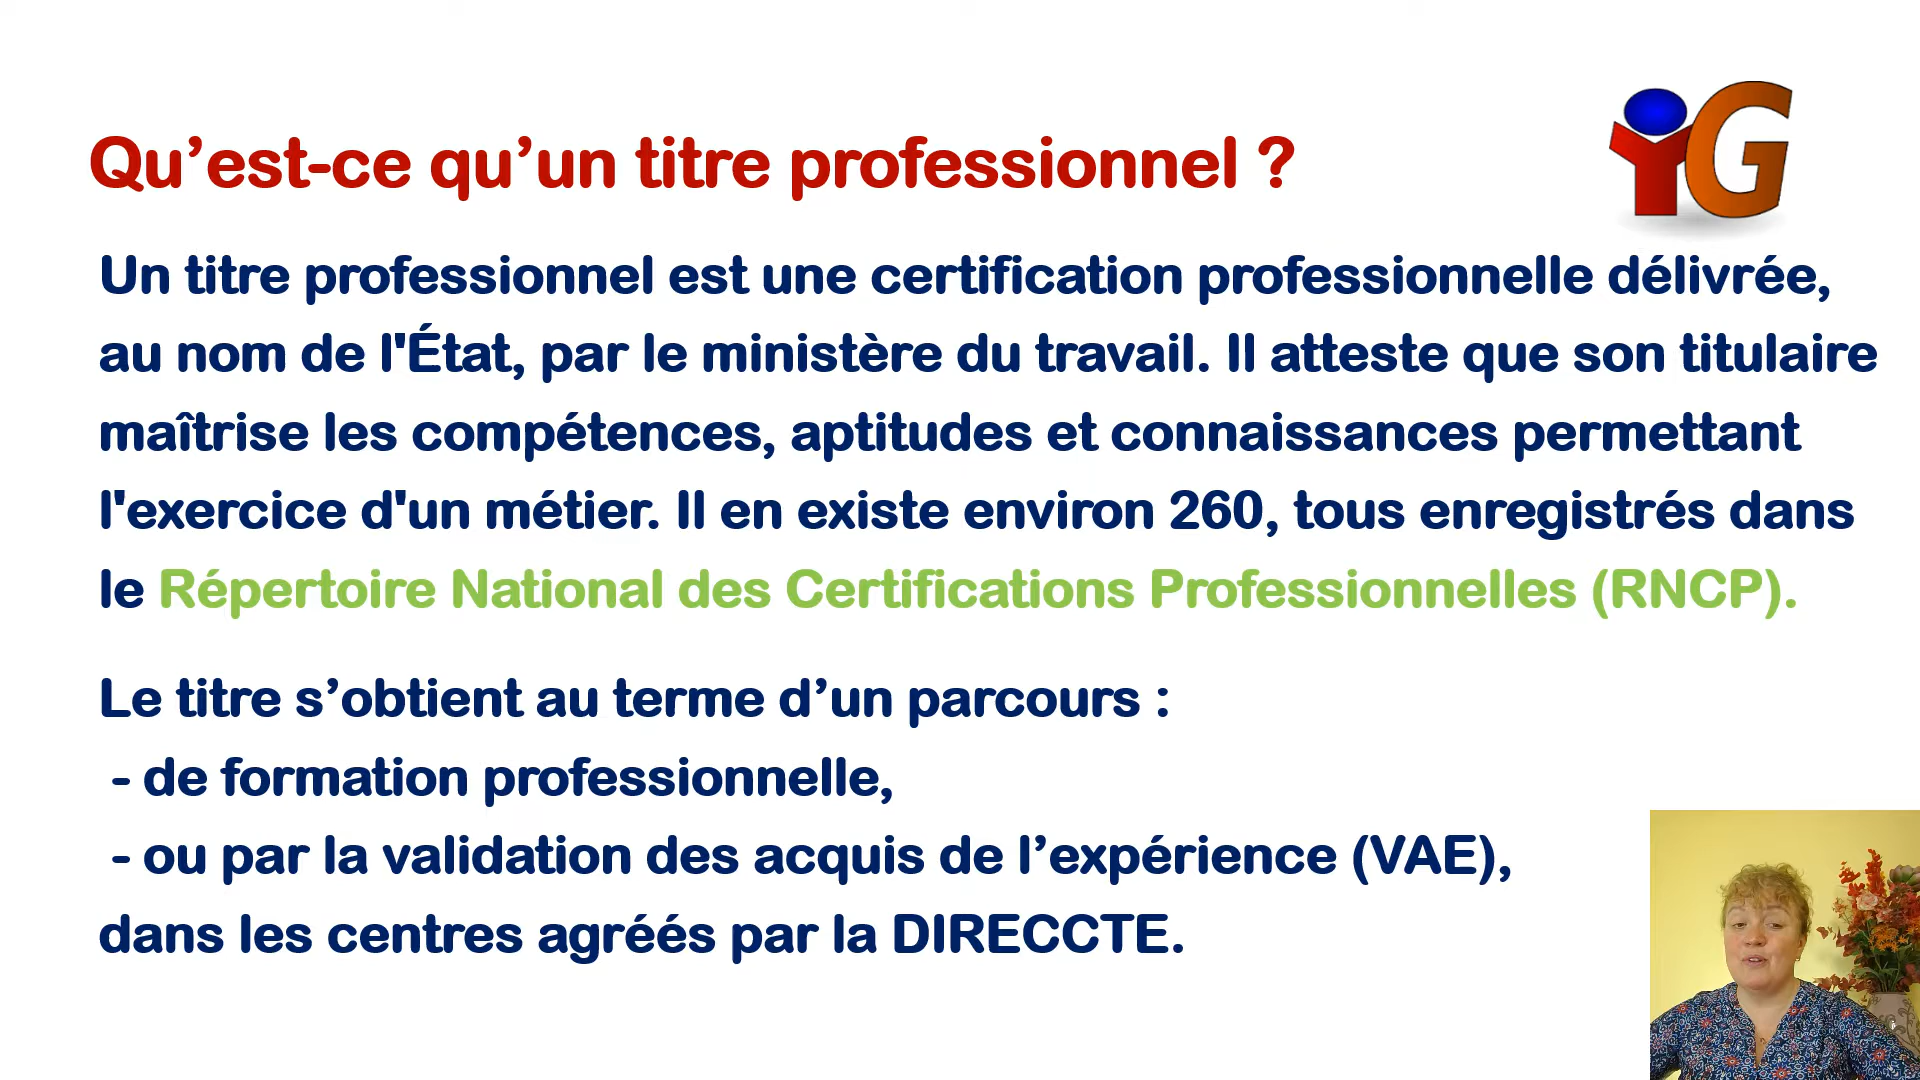 Qu’est-ce qu’un titre professionnel ?
G
Un titre professionnel est une certification professionnelle délivrée,
au nom de l'État, par le ministère du travail. Il atteste que son titulaire
maîtrise les compétences, aptitudes et connaissances permettant
l'exercice d'un métier. Il en existe environ 260, tous enregistrés dans
le Répertoire National des Certifications Professionnelles (RNCP).
Le titre s’obtient au terme d’un parcours :
- de formation professionnelle,
- ou par la validation des acquis de l’expérience (VAE),
dans les centres agréés par la DIRECCTE.